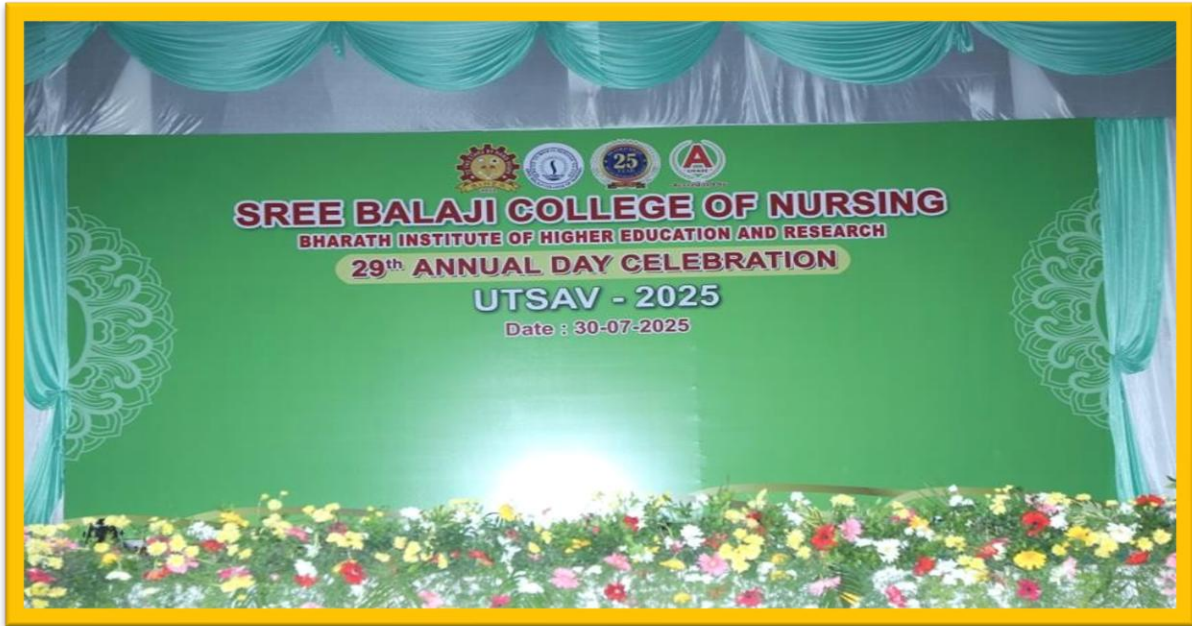 25
A
SREE BALAJI COLLEGE OF NURSING
BHARATH INSTITUTE OF HIGHER EDUCATION AND RESEARCH
29th ANNUAL DAY CELEBRATION
UTSAV - 2025
Date : 30-07-2025